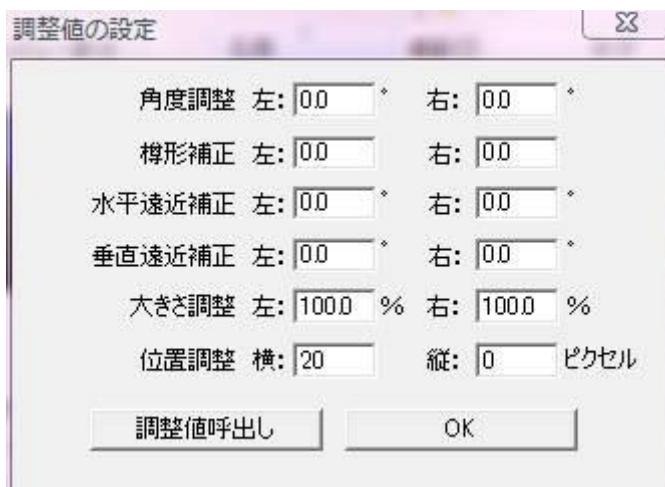 調整値の設定
角度調整 左: 0.0 ° 右: 0.0 °
樽形補正 左: 0.0 右: 0.0
水平遠近補正 左: 0.0 ° 右: 0.0 °
垂直遠近補正 左: 0.0 ° 右: 0.0 °
大きさ調整 左: 100.0 % 右: 100.0 %
位置調整 横: 20 縦: 0 ピクセル
調整値呼出し OK